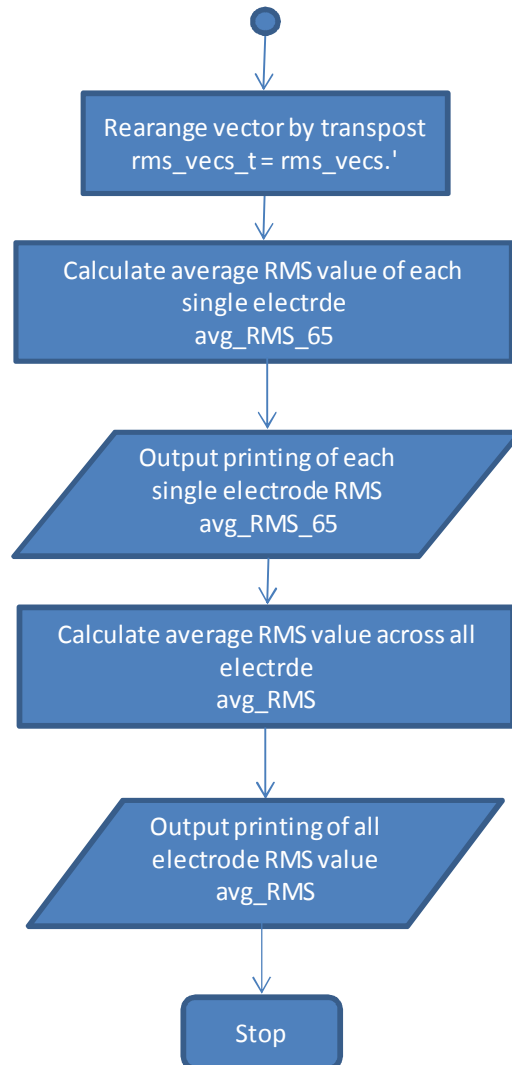 Rearange vector by transpost
rms_vecs_t = rms_vecs.'
Calculate average RMS value of each
single electrde
avg_RMS_65
Output printing of each
single electrode RMS
avg_RMS_65
Calculate average RMS value across all
electrde
avg_RMS
Output printing of all
electrode RMS value
avg_RMS
Stop